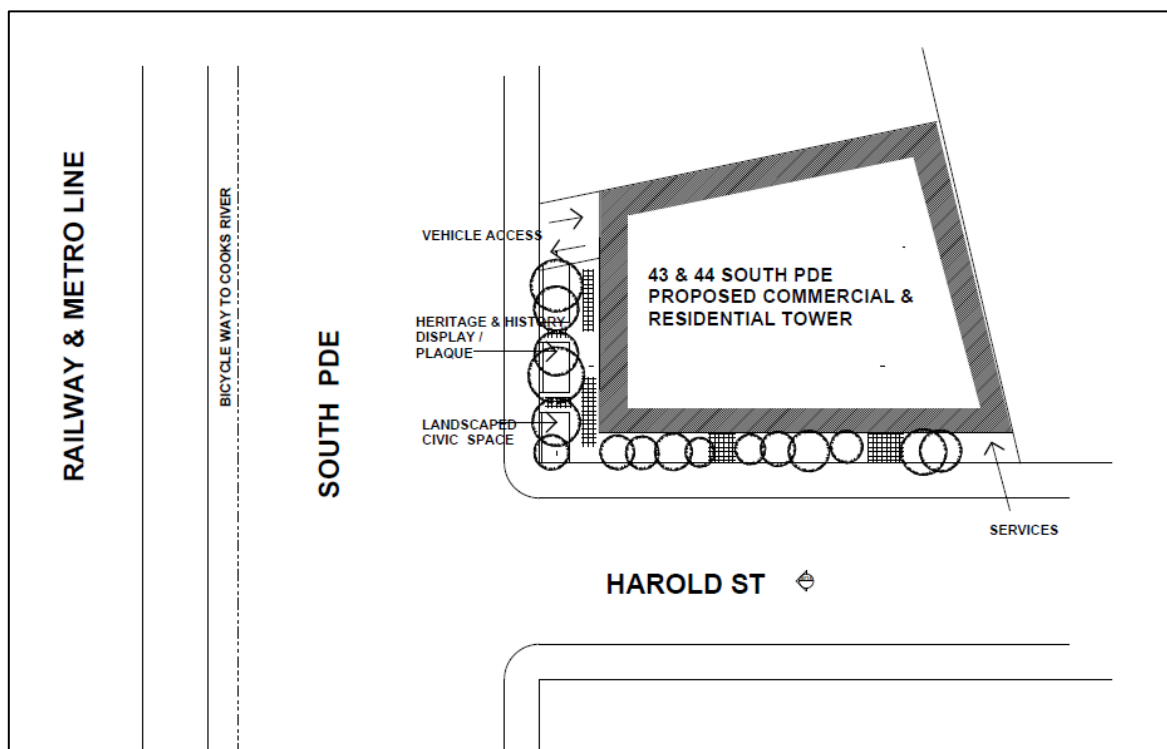 RAILWAY & METRO LINE
BICYCLE WAY TO COOKS RIVER
SOUTH PDE
VEHICLE ACCESS
HERITAGE & HISTORY
DISPLAY /
PLAQUE
LANDSCAPED
CIVIC SPACE
43 & 44 SOUTH PDE
PROPOSED COMMERCIAL &
RESIDENTIAL TOWER
SERVICES
HAROLD ST